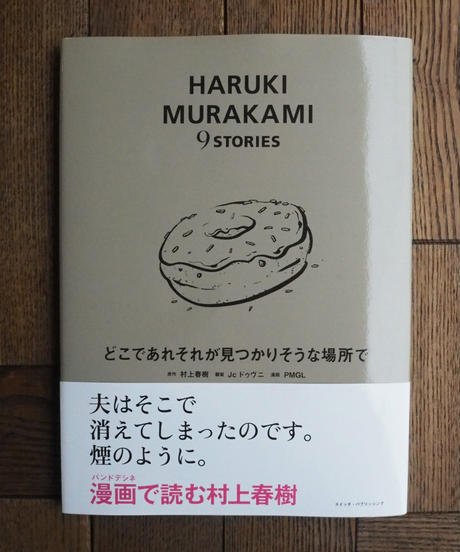 HARUKI
MURAKAMI
9 STORIES
どこであれそれが見つかりそうな場所で
原作 村上春樹 翻案 Jc ドゥヴニ 漫画 PMGL
夫はそこで
消えてしまったのです。
煙のように。
バンドデシネ
漫画で読む村上春樹
スイッチ・パブリッシング